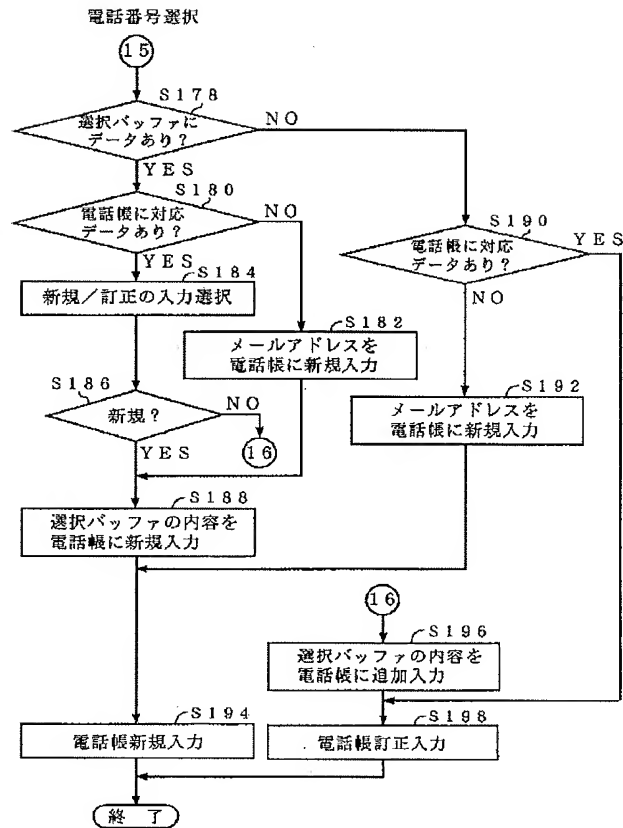 電話番号選択
15
S178
選択バッファに
データあり?
NO
YES
S180
電話帳に対応
データあり?
NO
YES
S190
電話帳に対応
データあり?
YES
NO
S184
新規/訂正の入力選択
S182
メールアドレスを
電話帳に新規入力
S186
新規?
NO
YES
16
S192
メールアドレスを
電話帳に新規入力
S188
選択バッファの内容を
電話帳に新規入力
16
S196
選択バッファの内容を
電話帳に追加入力
S194
電話帳新規入力
S198
電話帳訂正入力
終 了